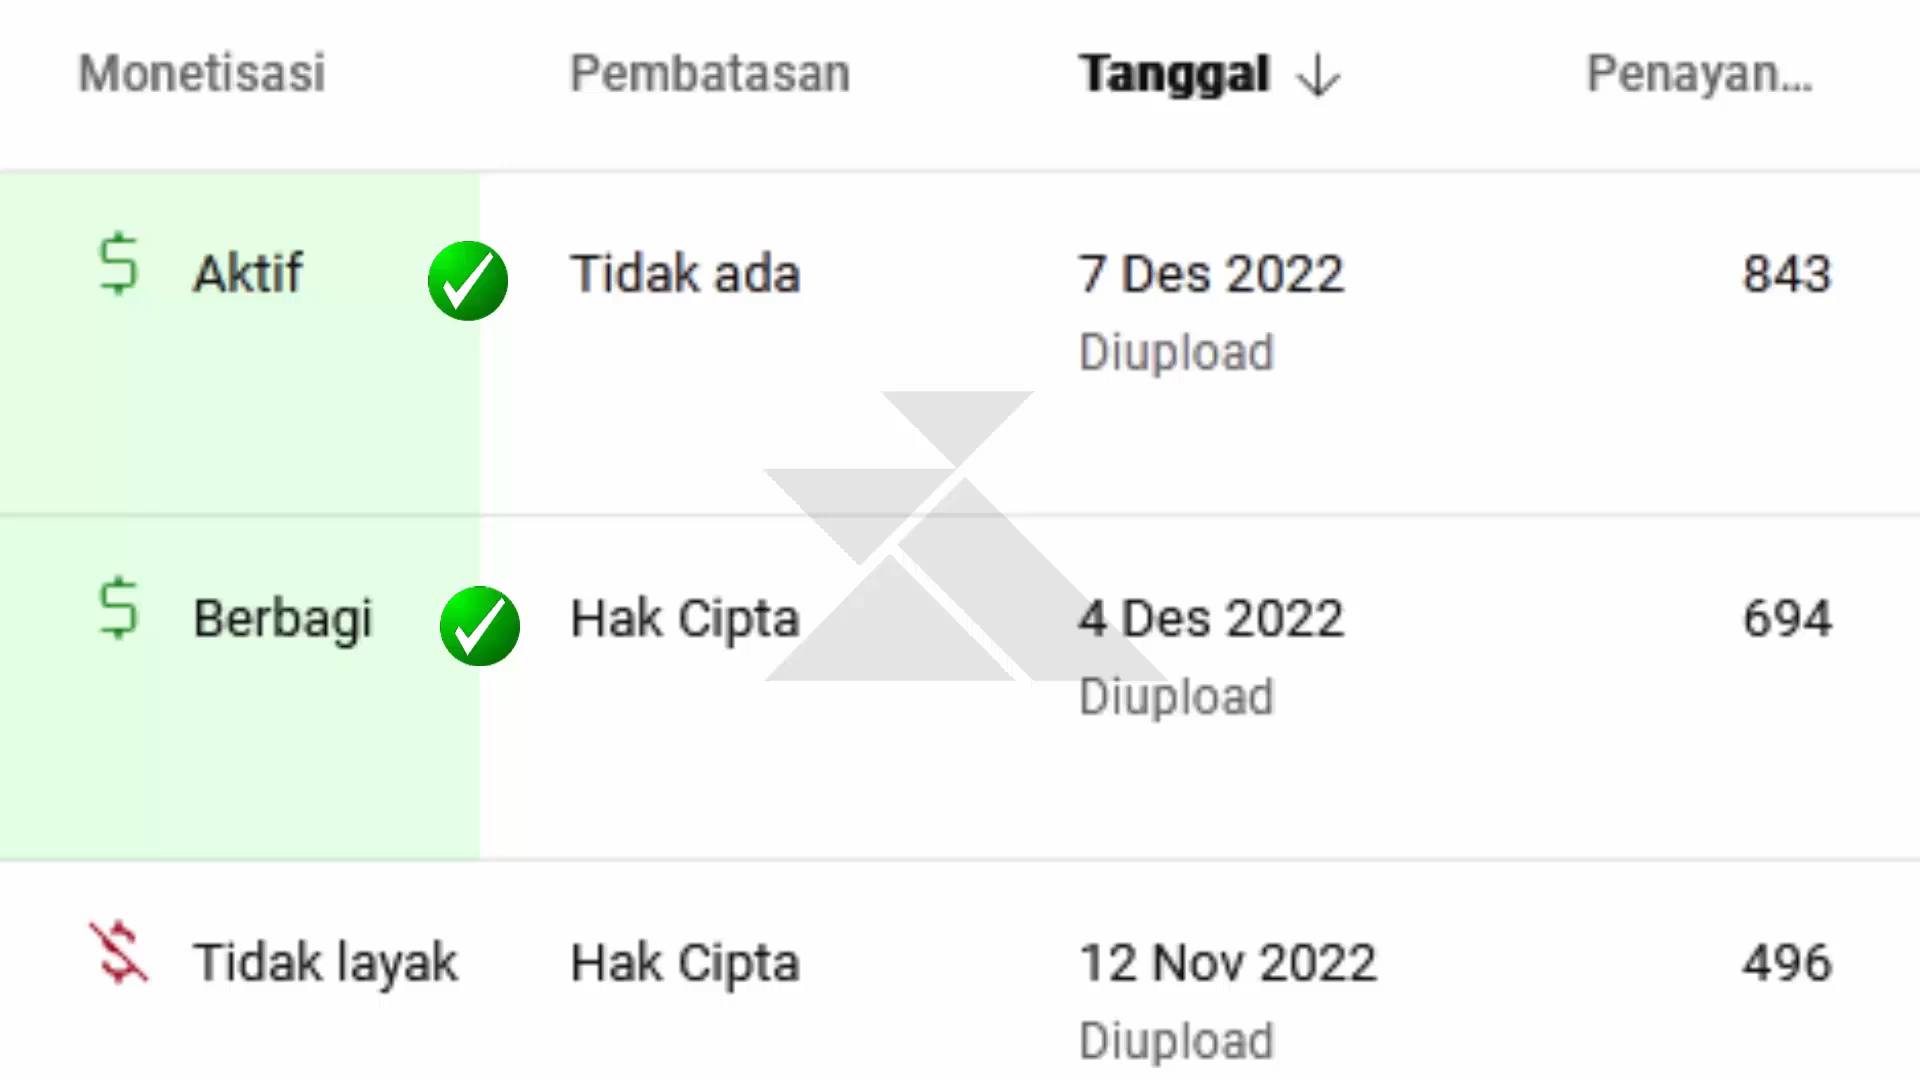 Monetisasi Pembatasan Tanggal Penayan...
$ Aktif Tidak ada 7 Des 2022 843
Diupload
$ Berbagi Hak Cipta 4 Des 2022 694
Diupload
Tidak layak Hak Cipta 12 Nov 2022 496
Diupload